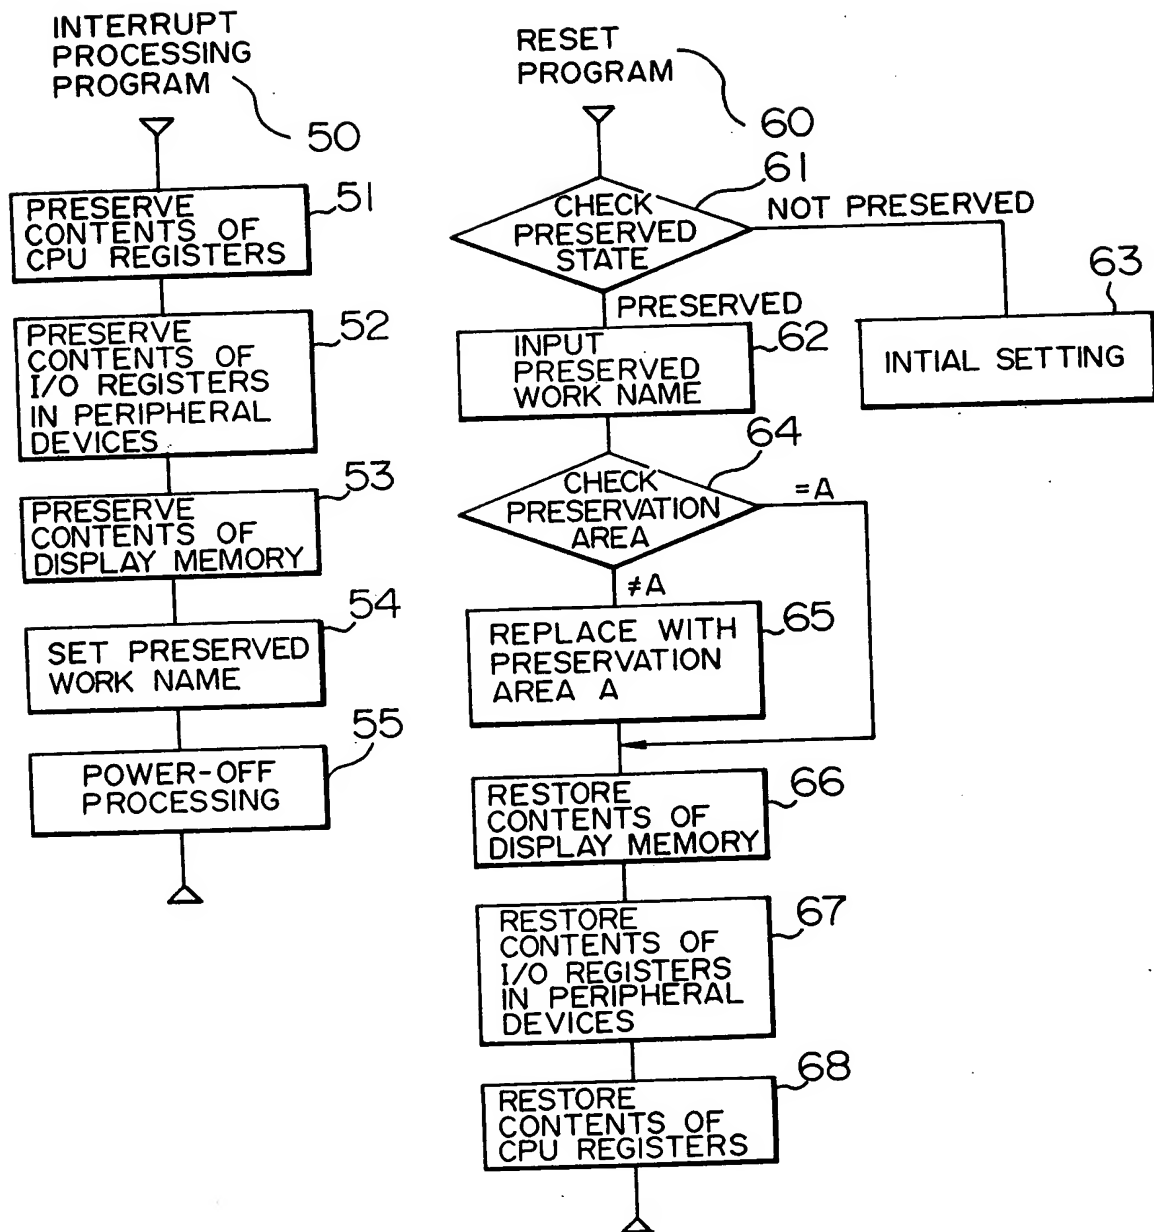 INTERRUPT
PROCESSING
PROGRAM
50
PRESERVE
CONTENTS OF
CPU REGISTERS
51
PRESERVE
CONTENTS OF
I/O REGISTERS
IN PERIPHERAL
DEVICES
52
PRESERVE
CONTENTS OF
DISPLAY MEMORY
53
SET PRESERVED
WORK NAME
54
POWER-OFF
PROCESSING
55
RESET
PROGRAM
60
CHECK
PRESERVED
STATE
61
NOT PRESERVED
PRESERVED
INPUT
PRESERVED
WORK NAME
62
INTIAL SETTING
63
CHECK
PRESERVATION
AREA
64
=A
≠A
REPLACE WITH
PRESERVATION
AREA A
65
RESTORE
CONTENTS OF
DISPLAY MEMORY
66
RESTORE
CONTENTS OF
I/O REGISTERS
IN PERIPHERAL
DEVICES
67
RESTORE
CONTENTS OF
CPU REGISTERS
68